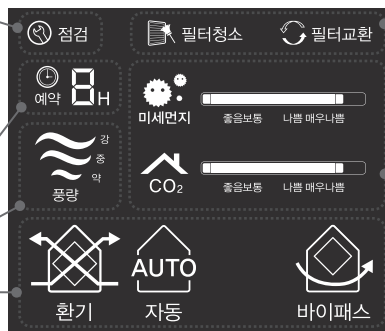 점검
필터청소
필터교환
예약
8H
미세먼지
좋음보통 나쁨 매우나쁨
강
중
약
풍량
CO₂
좋음보통 나쁨 매우나쁨
환기
AUTO
자동
바이패스